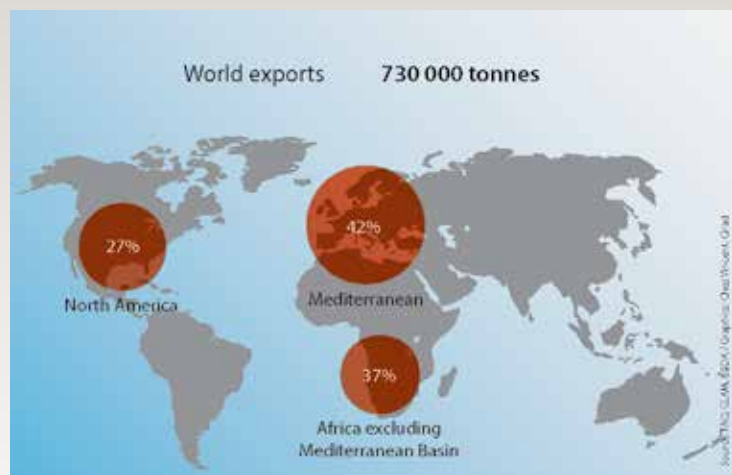 World exports 730 000 tonnes
27%
42%
North America
Mediterranean
37%
Africa excluding
Mediterranean Basin